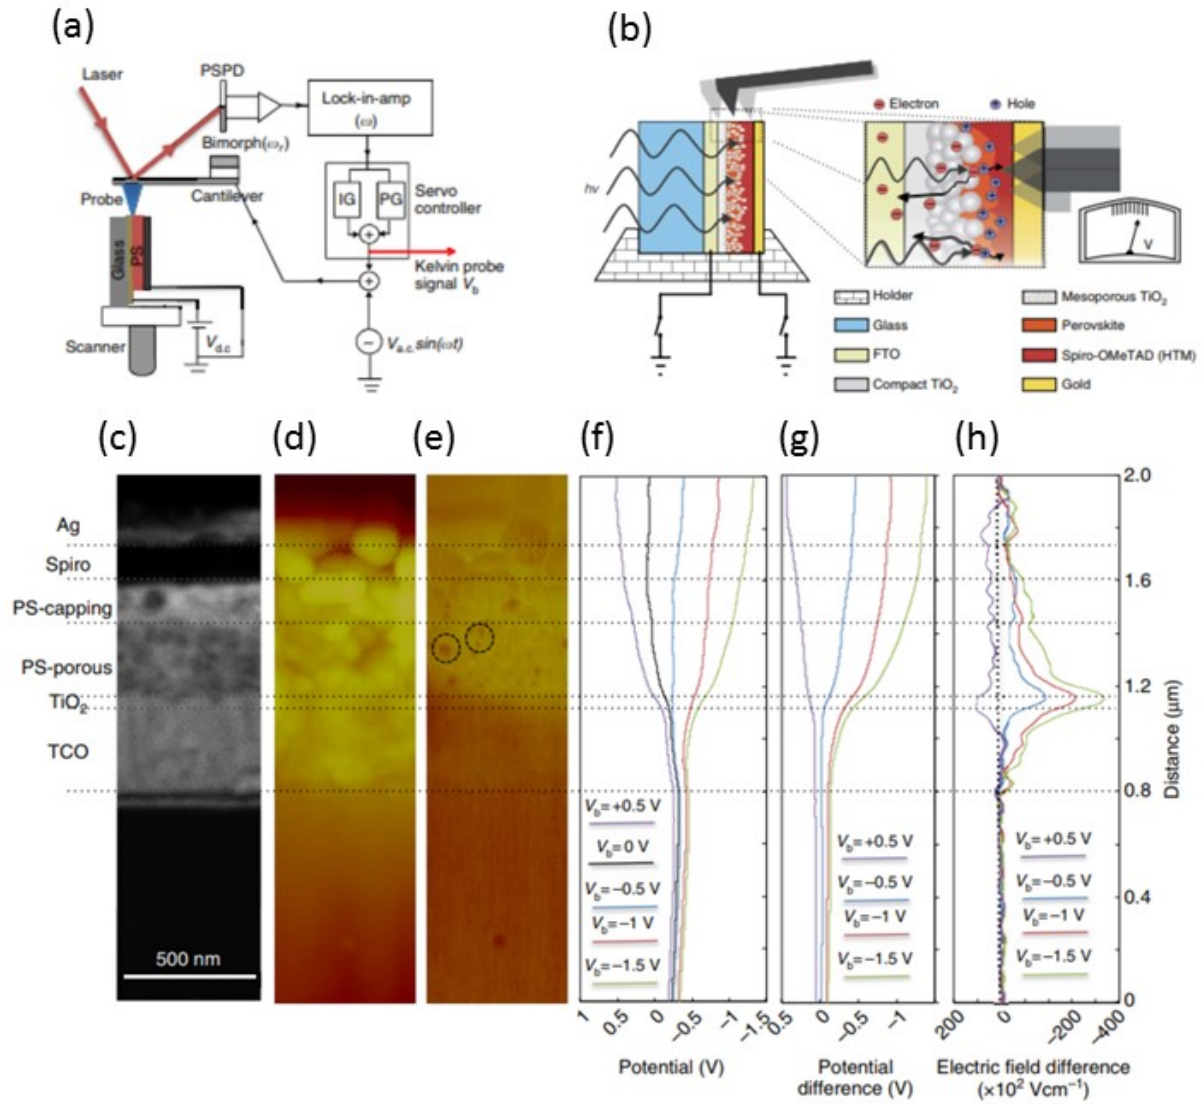 (a)
Laser
PSPD
Lock-in-amp
(ω)
Bimorph(ωr)
Probe
Cantilever
IG
PG
Servo
controller
Kelvin probe
signal Vb
Glass
PS
Scanner
Vd.c
Va.c.sin(ωt)
(b)
Electron
Hole
hv
V
Holder
Glass
FTO
Compact TiO2
Mesoporous TiO2
Perovskite
Spiro-OMeTAD (HTM)
Gold
(c)
(d)
(e)
(f)
(g)
(h)
Ag
Spiro
PS-capping
PS-porous
TiO2
TCO
500 nm
Vb=+0.5 V
Vb=0 V
Vb=−0.5 V
Vb=−1 V
Vb=−1.5 V
1 0.5 0 −0.5 −1 −1.5
Potential (V)
Vb=+0.5 V
Vb=−0.5 V
Vb=−1 V
Vb=−1.5 V
0.5 0 −0.5 −1
Potential
difference (V)
Vb=+0.5 V
Vb=−0.5 V
Vb=−1 V
Vb=−1.5 V
200 0 −200 −400
Electric field difference
(×10² Vcm⁻¹)
2.0
1.6
1.2
0.8
0.4
0
Distance (μm)